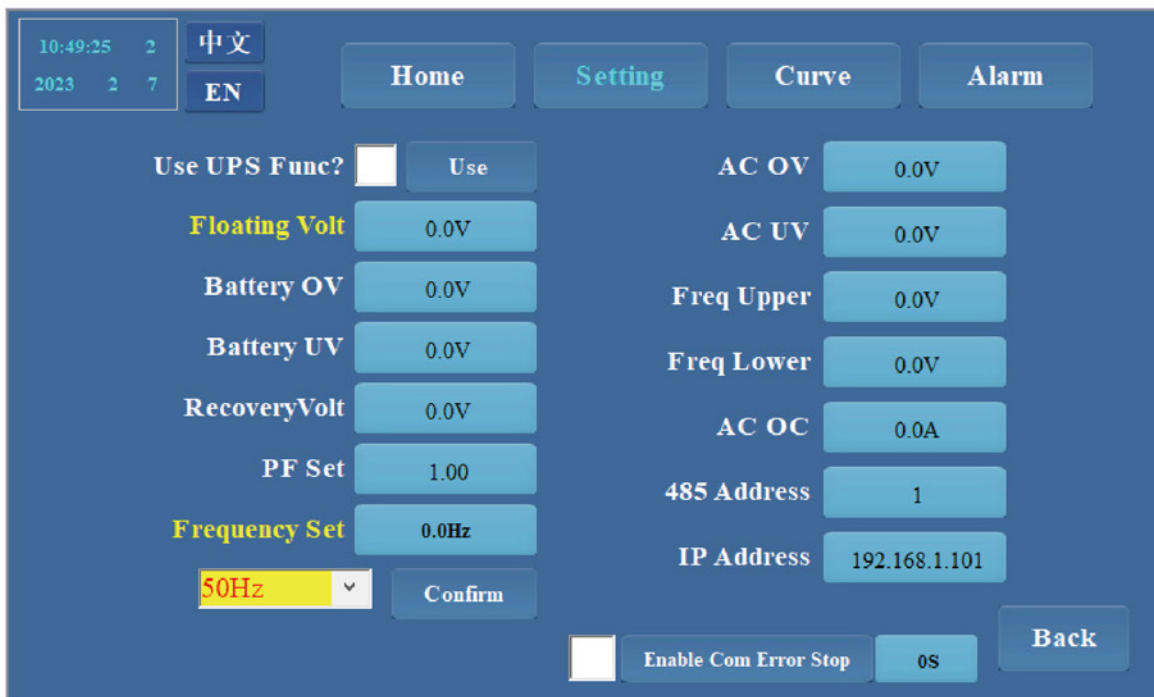 10:49:25 2
2023 2 7
中文
EN
Home
Setting
Curve
Alarm
Use UPS Func?
Use
Floating Volt
0.0V
Battery OV
0.0V
Battery UV
0.0V
RecoveryVolt
0.0V
PF Set
1.00
Frequency Set
0.0Hz
50Hz
Confirm
AC OV
0.0V
AC UV
0.0V
Freq Upper
0.0V
Freq Lower
0.0V
AC OC
0.0A
485 Address
1
IP Address
192.168.1.101
Enable Com Error Stop
0S
Back